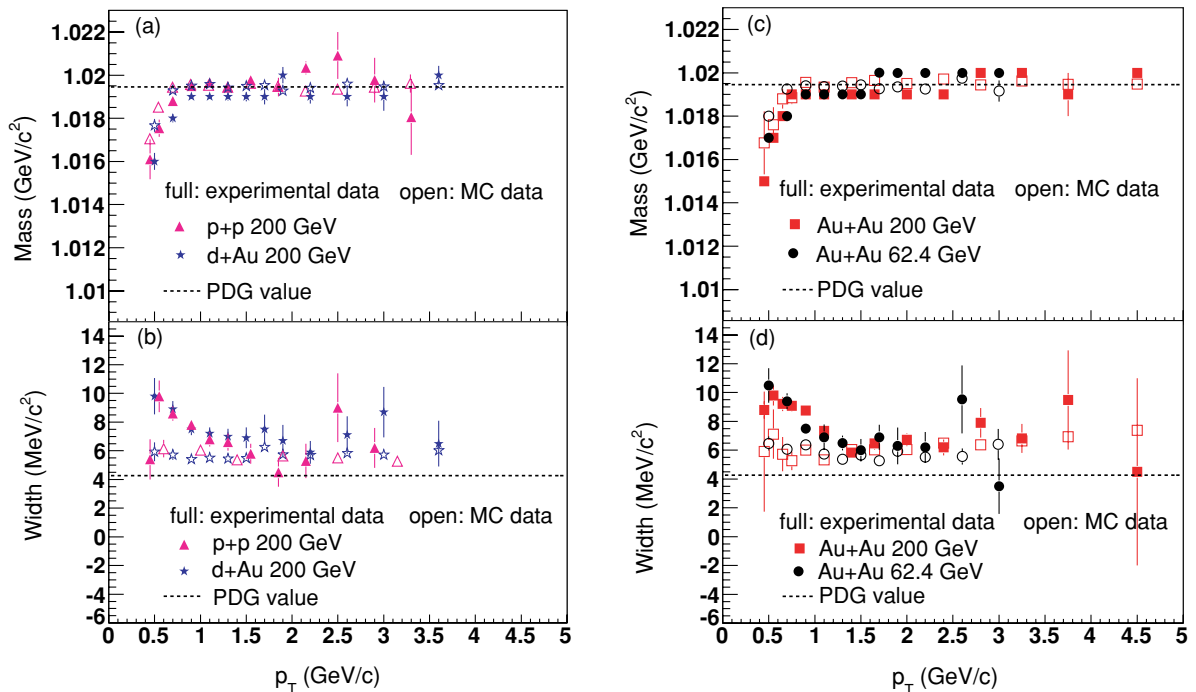 (a)
1.022
1.02
1.018
1.016
1.014
1.012
1.01
Mass (GeV/c²)
full: experimental data open: MC data
p+p 200 GeV
d+Au 200 GeV
PDG value
(b)
14
12
10
8
6
4
2
0
-2
-4
-6
Width (MeV/c²)
full: experimental data open: MC data
p+p 200 GeV
d+Au 200 GeV
PDG value
0 0.5 1 1.5 2 2.5 3 3.5 4 4.5 5
p_T (GeV/c)
(c)
1.022
1.02
1.018
1.016
1.014
1.012
1.01
Mass (GeV/c²)
full: experimental data open: MC data
Au+Au 200 GeV
Au+Au 62.4 GeV
PDG value
(d)
14
12
10
8
6
4
2
0
-2
-4
-6
Width (MeV/c²)
full: experimental data open: MC data
Au+Au 200 GeV
Au+Au 62.4 GeV
PDG value
0 0.5 1 1.5 2 2.5 3 3.5 4 4.5 5
p_T (GeV/c)